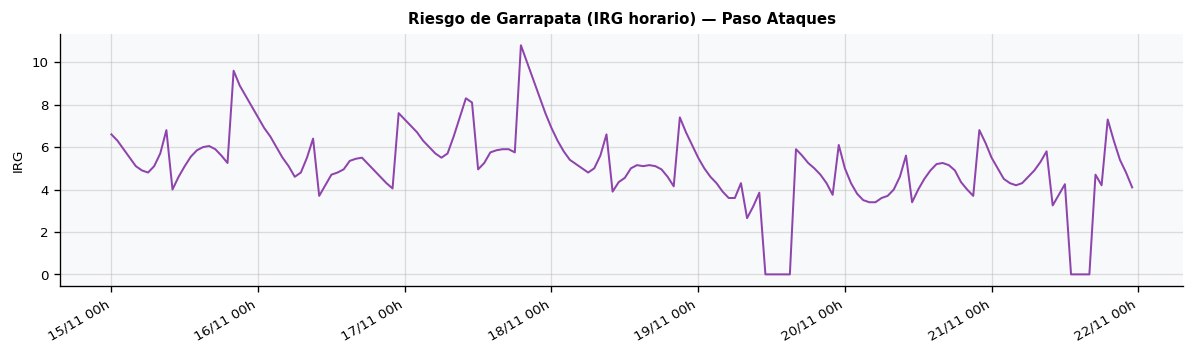 Riesgo de Garrapata (IRG horario) — Paso Ataques
IRG
10
8
6
4
2
0
15/11 00h
16/11 00h
17/11 00h
18/11 00h
19/11 00h
20/11 00h
21/11 00h
22/11 00h